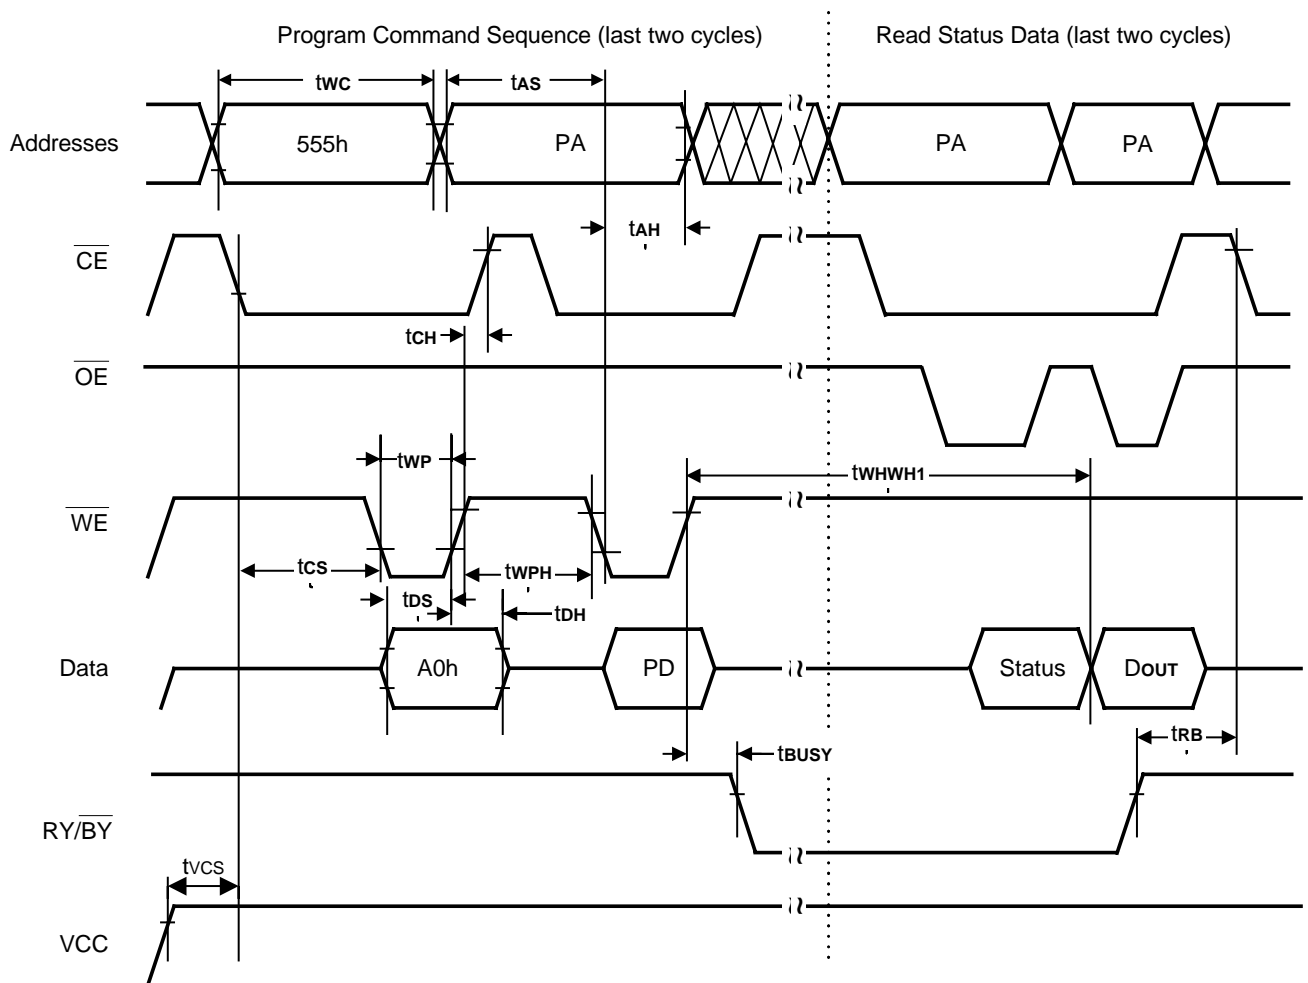 Program Command Sequence (last two cycles) Read Status Data (last two cycles)
tWC tAS
Addresses 555h PA PA PA
tAH
CE
tCH
OE
tWP
tWHWH1
WE
tCS tWPH
tDS tDH
Data A0h PD Status DOUT
tRB
tBUSY
RY/BY
tVCS
VCC